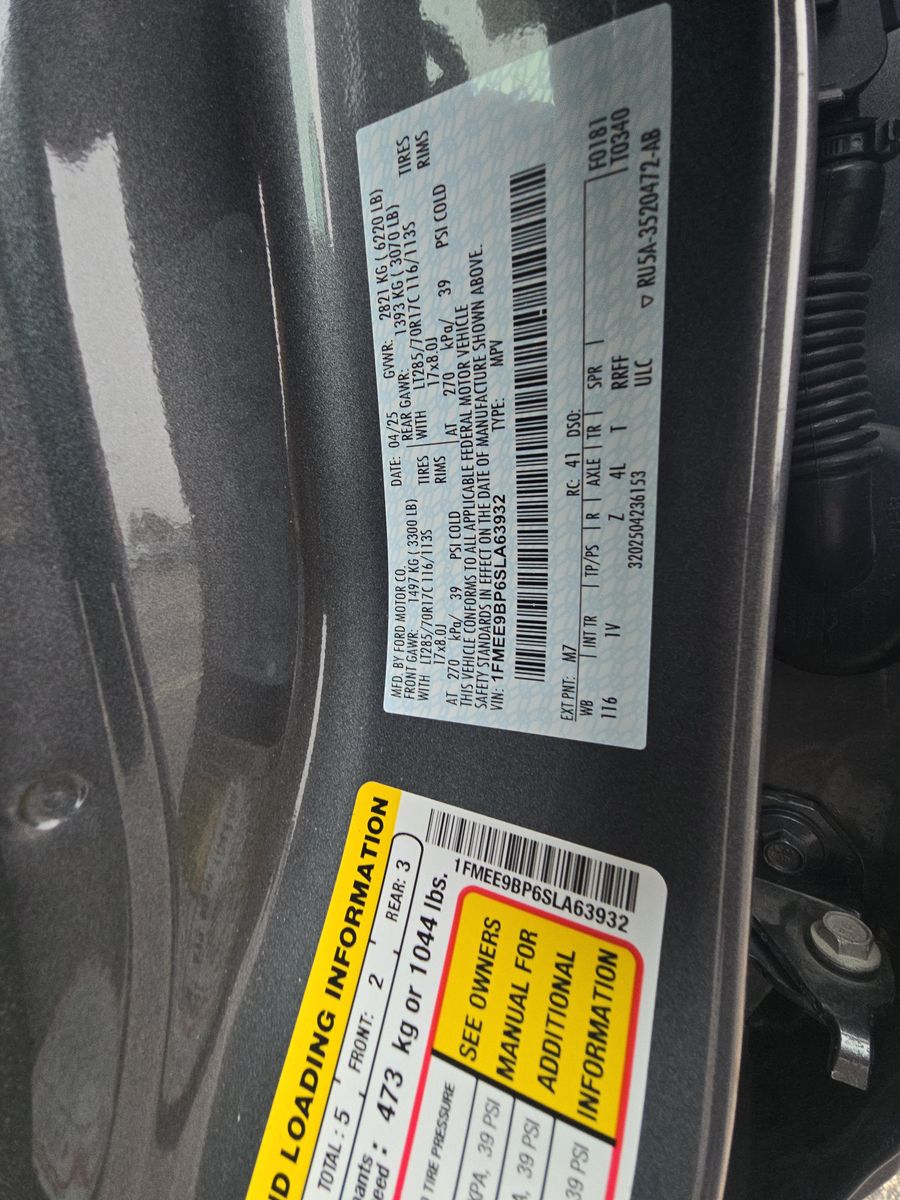 MFD. BY FORD MOTOR CO. DATE: 04/25 GVWR: 2821 KG ( 6220 LB)
FRONT GAWR: 1497 KG ( 3300 LB) REAR GAWR: 1393 KG ( 3070 LB)
WITH LT285/70R17C 116/113S TIRES WITH LT285/70R17C 116/113S TIRES
17x8.0J RIMS 17x8.0J RIMS
AT 270 kPa/ 39 PSI COLD AT 270 kPa/ 39 PSI COLD
THIS VEHICLE CONFORMS TO ALL APPLICABLE FEDERAL MOTOR VEHICLE
SAFETY STANDARDS IN EFFECT ON THE DATE OF MANUFACTURE SHOWN ABOVE.
VIN: 1FMEE9BP6SLA63932 TYPE: MPV
EXT PNT: M7 RC: 41 DSO: F0181
WB INT TR TP/PS R AXLE TR SPR T0340
116 1V Z 4L T RRFF
3202504236153 ULC ▽ RU5A-3520472-AB
LOADING INFORMATION
TOTAL : 5 FRONT: 2 REAR: 3
473 kg or 1044 lbs.
1FMEE9BP6SLA63932
TIRE PRESSURE
KPA, 39 PSI
A, 39 PSI
39 PSI
SEE OWNERS
MANUAL FOR
ADDITIONAL
INFORMATION